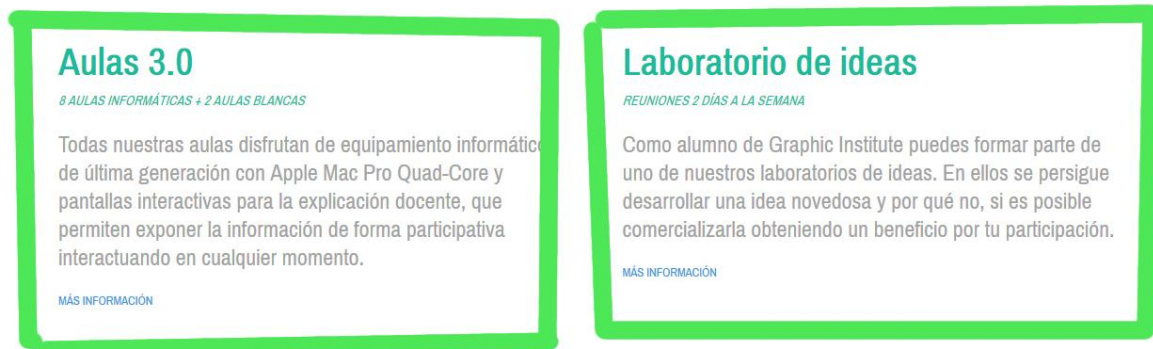 Aulas 3.0
8 AULAS INFORMÁTICAS + 2 AULAS BLANCAS
Todas nuestras aulas disfrutan de equipamiento informático
de última generación con Apple Mac Pro Quad-Core y
pantallas interactivas para la explicación docente, que
permiten exponer la información de forma participativa
interactuando en cualquier momento.
MÁS INFORMACIÓN
Laboratorio de ideas
REUNIONES 2 DÍAS A LA SEMANA
Como alumno de Graphic Institute puedes formar parte de
uno de nuestros laboratorios de ideas. En ellos se persigue
desarrollar una idea novedosa y por qué no, si es posible
comercializarla obteniendo un beneficio por tu participación.
MÁS INFORMACIÓN